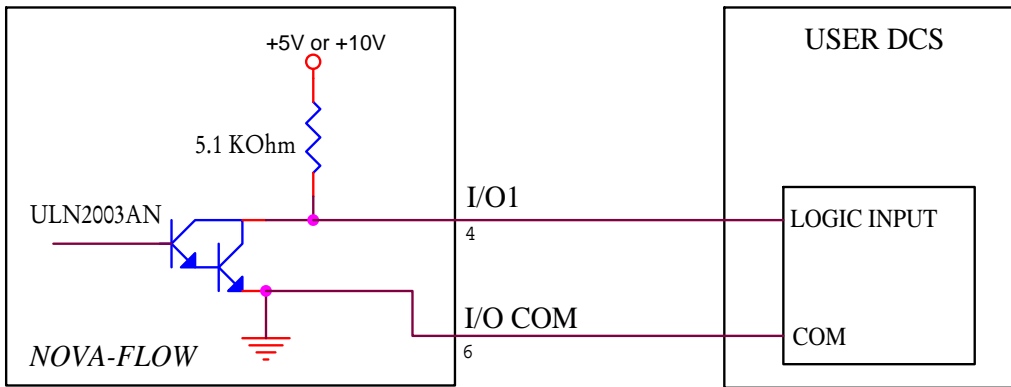 +5V or +10V
USER DCS
5.1 KOhm
I/O1
ULN2003AN
4
LOGIC INPUT
I/O COM
COM
6
NOVA-FLOW